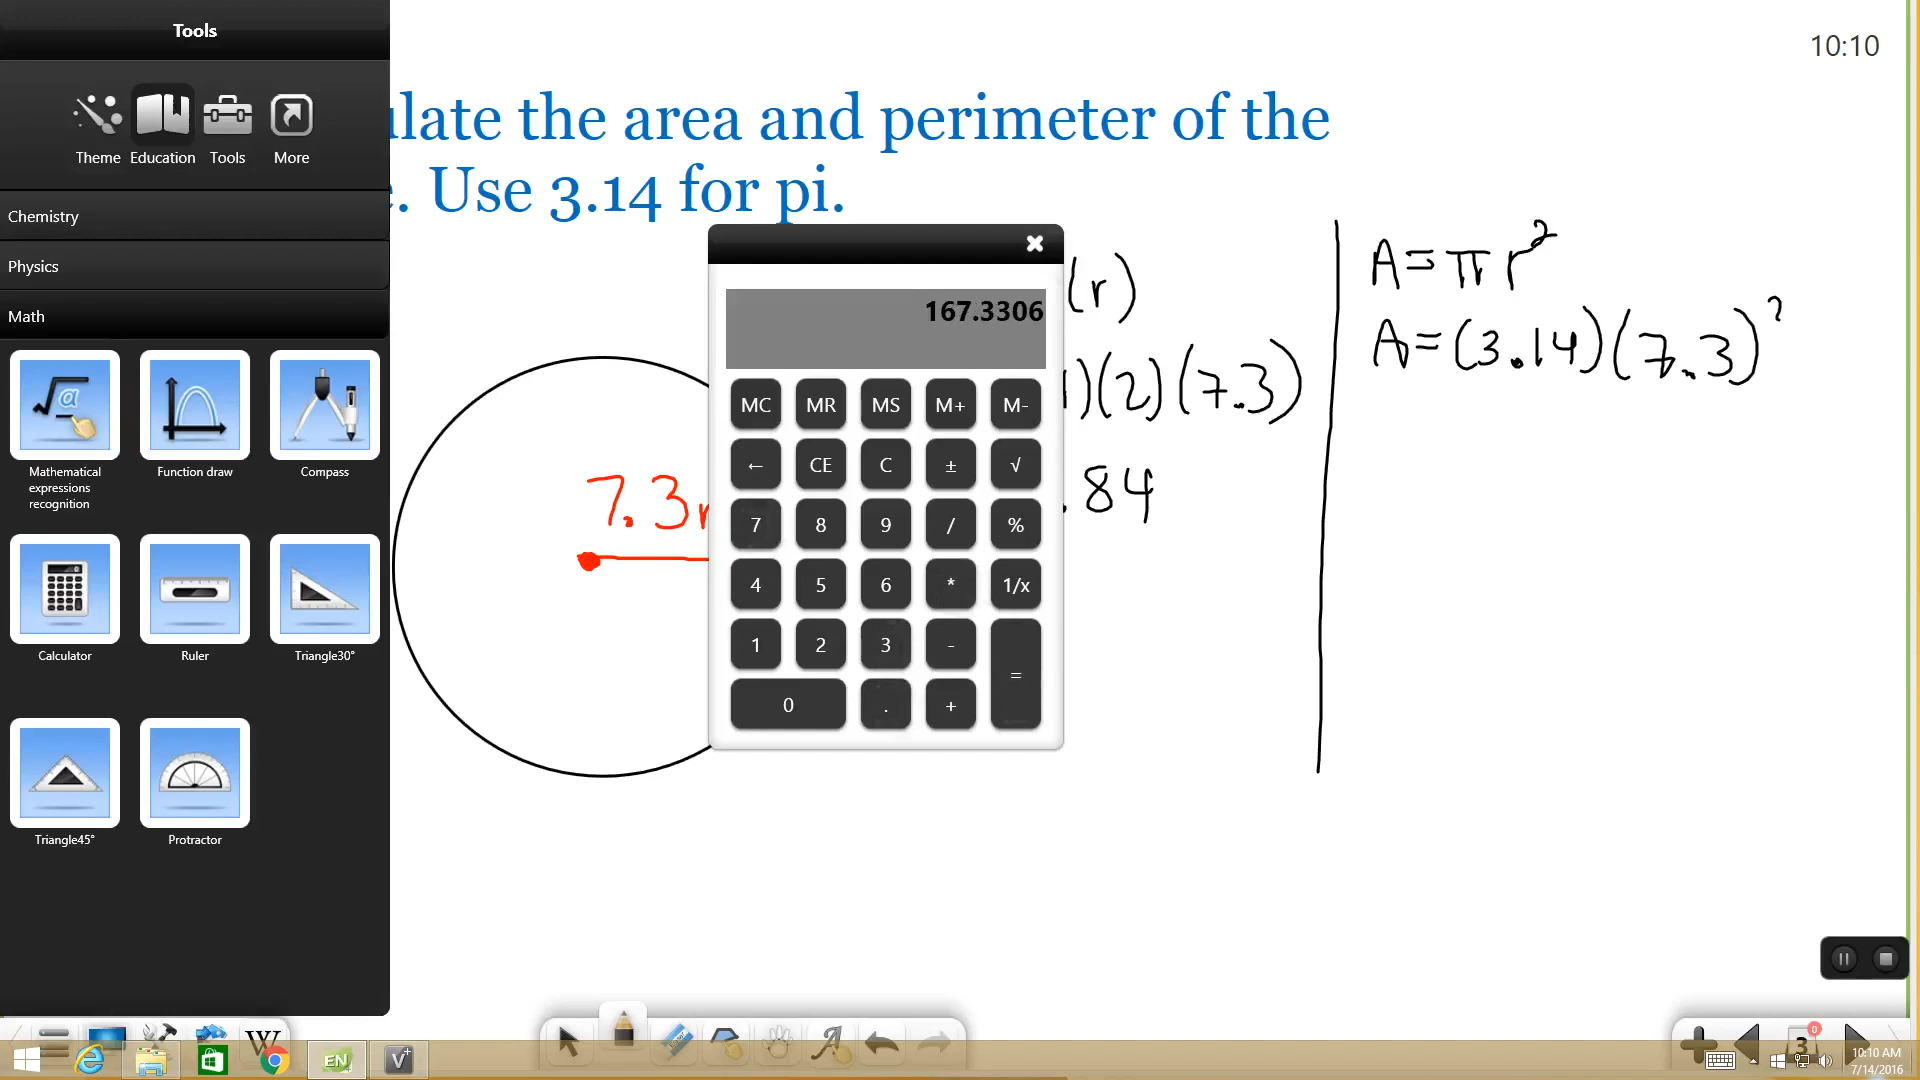 Tools
10:10
Theme Education Tools More
ulate the area and perimeter of the
. Use 3.14 for pi.
Chemistry
Physics
Math
Mathematical expressions recognition
Function draw
Compass
Calculator
Ruler
Triangle30°
Triangle45°
Protractor
7.3
167.3306
MC MR MS M+ M-
← CE C ± √
7 8 9 / %
4 5 6 * 1/x
1 2 3 - =
0 . +
(r)
)(2)(7.3)
.84
A = πr²
A = (3.14)(7.3)²
W
EN
V+
0
3
10:10 AM
7/14/2016